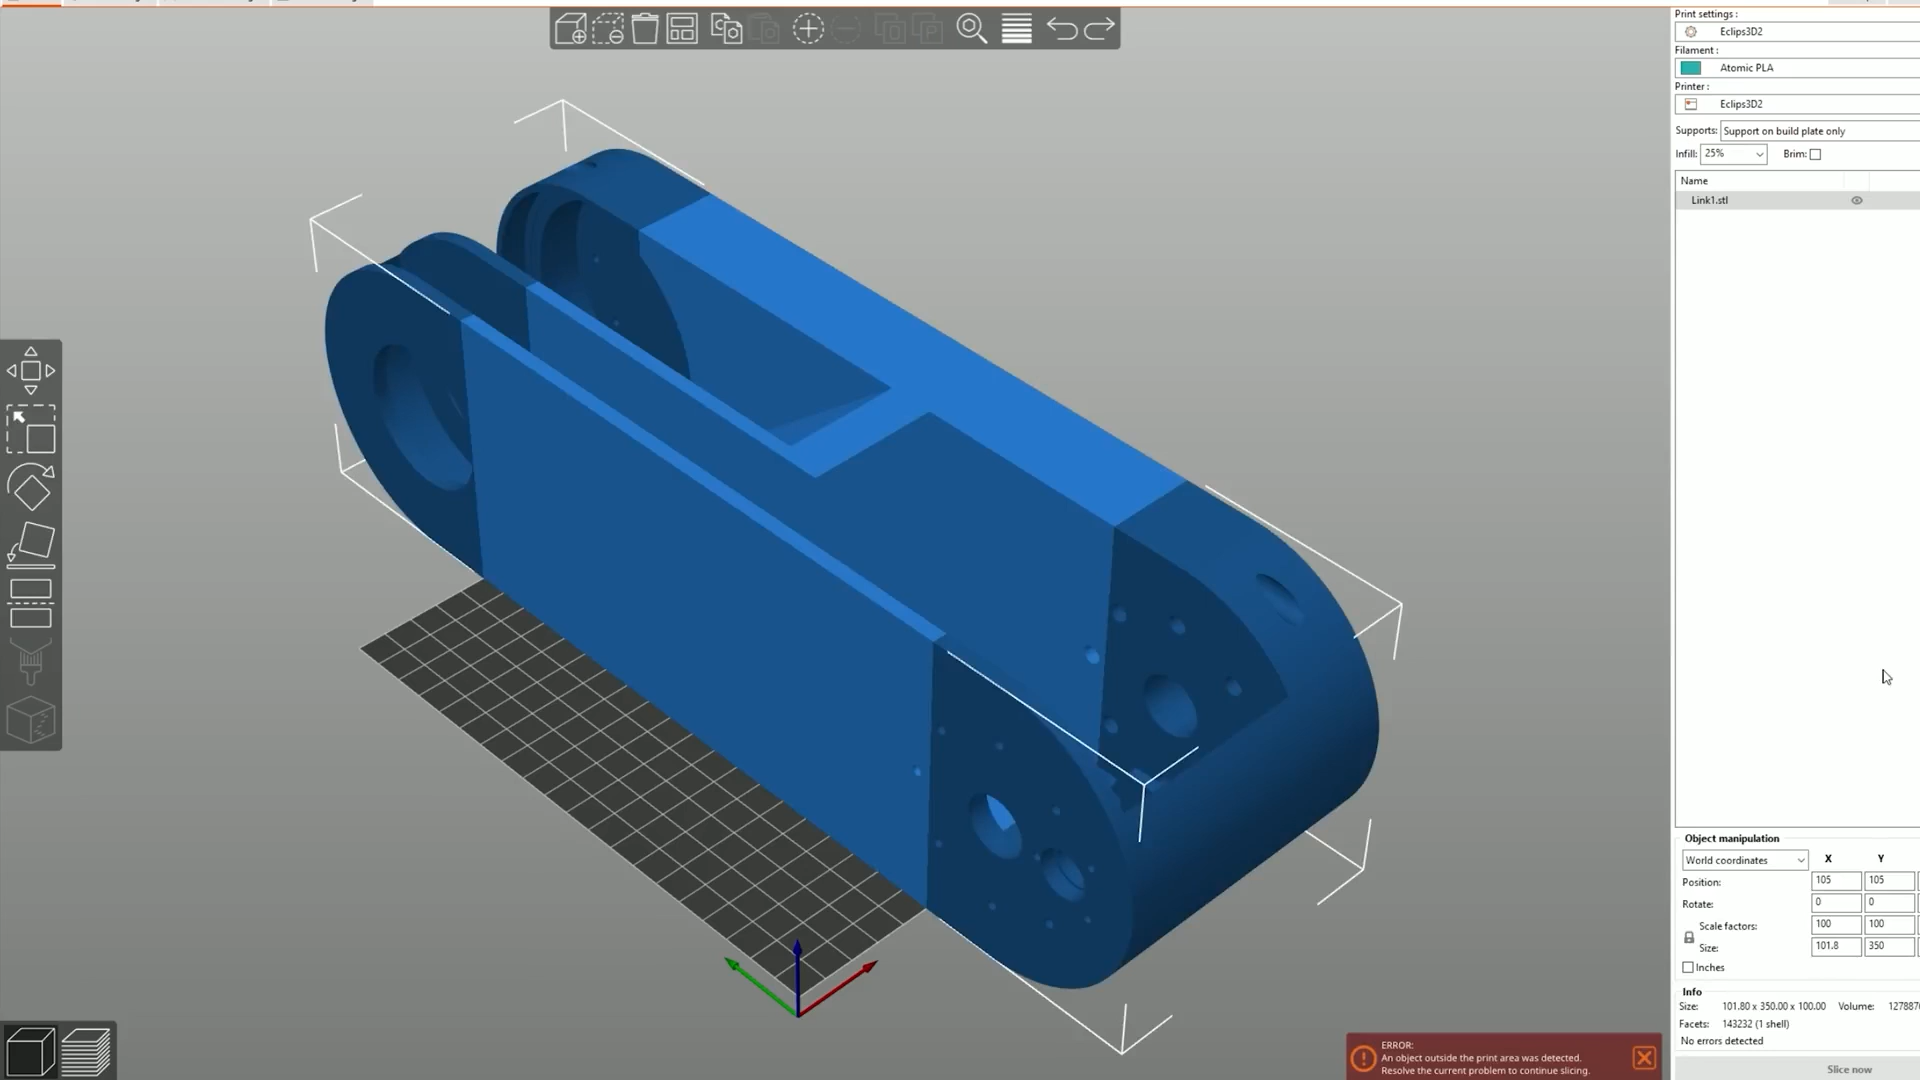 Print settings :
Eclips3D2
Filament :
Atomic PLA
Printer :
Eclips3D2
Supports: Support on build plate only
Infill: 25% Brim:
Name
Link1.stl
Object manipulation
World coordinates X Y
Position: 105 105
Rotate: 0 0
Scale factors: 100 100
Size: 101.8 350
Inches
Info
Size: 101.80 x 350.00 x 100.00 Volume:
Facets: 143232 (1 shell)
No errors detected
Slice now
ERROR:
An object outside the print area was detected.
Resolve the current problem to continue slicing.